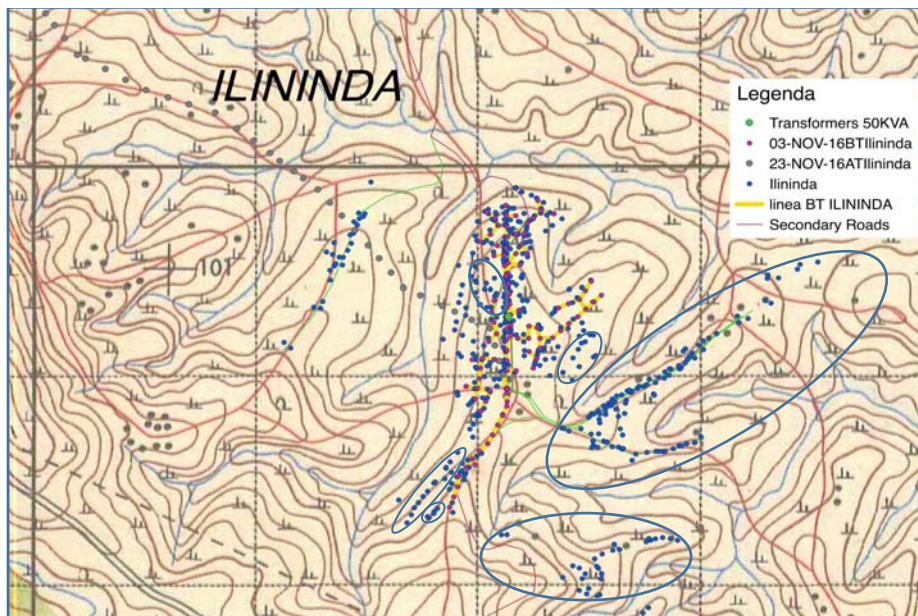 ILININDA
Legenda
Transformers 50KVA
03-NOV-16BTIlininda
23-NOV-16ATIlininda
Ilininda
linea BT ILININDA
Secondary Roads
101